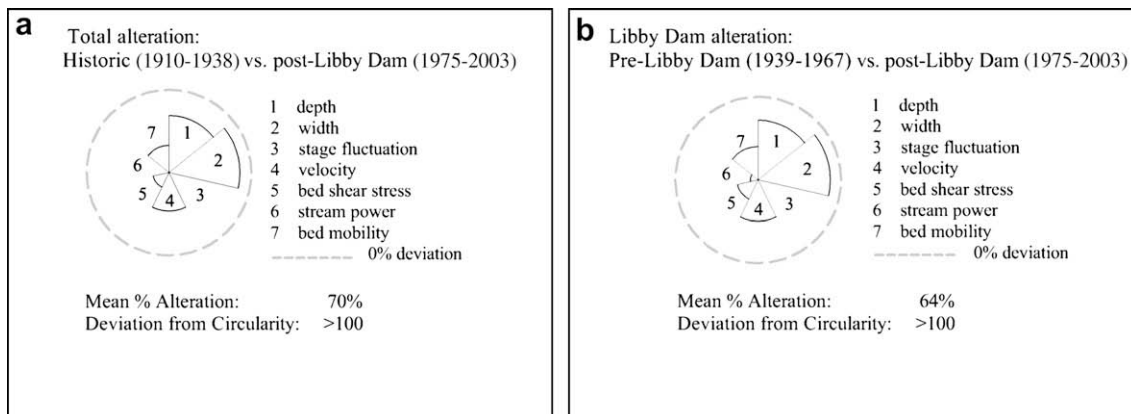 a
Total alteration:
Historic (1910-1938) vs. post-Libby Dam (1975-2003)
7
1
6
2
5
4
3
1 depth
2 width
3 stage fluctuation
4 velocity
5 bed shear stress
6 stream power
7 bed mobility
0% deviation
Mean % Alteration: 70%
Deviation from Circularity: >100
b
Libby Dam alteration:
Pre-Libby Dam (1939-1967) vs. post-Libby Dam (1975-2003)
7
1
6
2
5
4
3
1 depth
2 width
3 stage fluctuation
4 velocity
5 bed shear stress
6 stream power
7 bed mobility
0% deviation
Mean % Alteration: 64%
Deviation from Circularity: >100